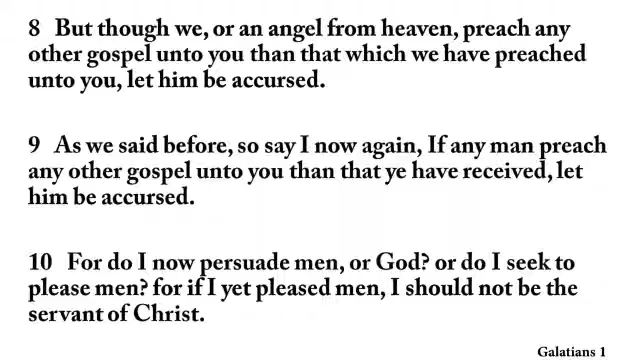 8 But though we, or an angel from heaven, preach any
other gospel unto you than that which we have preached
unto you, let him be accursed.
9 As we said before, so say I now again, If any man preach
any other gospel unto you than that ye have received, let
him be accursed.
10 For do I now persuade men, or God? or do I seek to
please men? for if I yet pleased men, I should not be the
servant of Christ.
Galatians 1